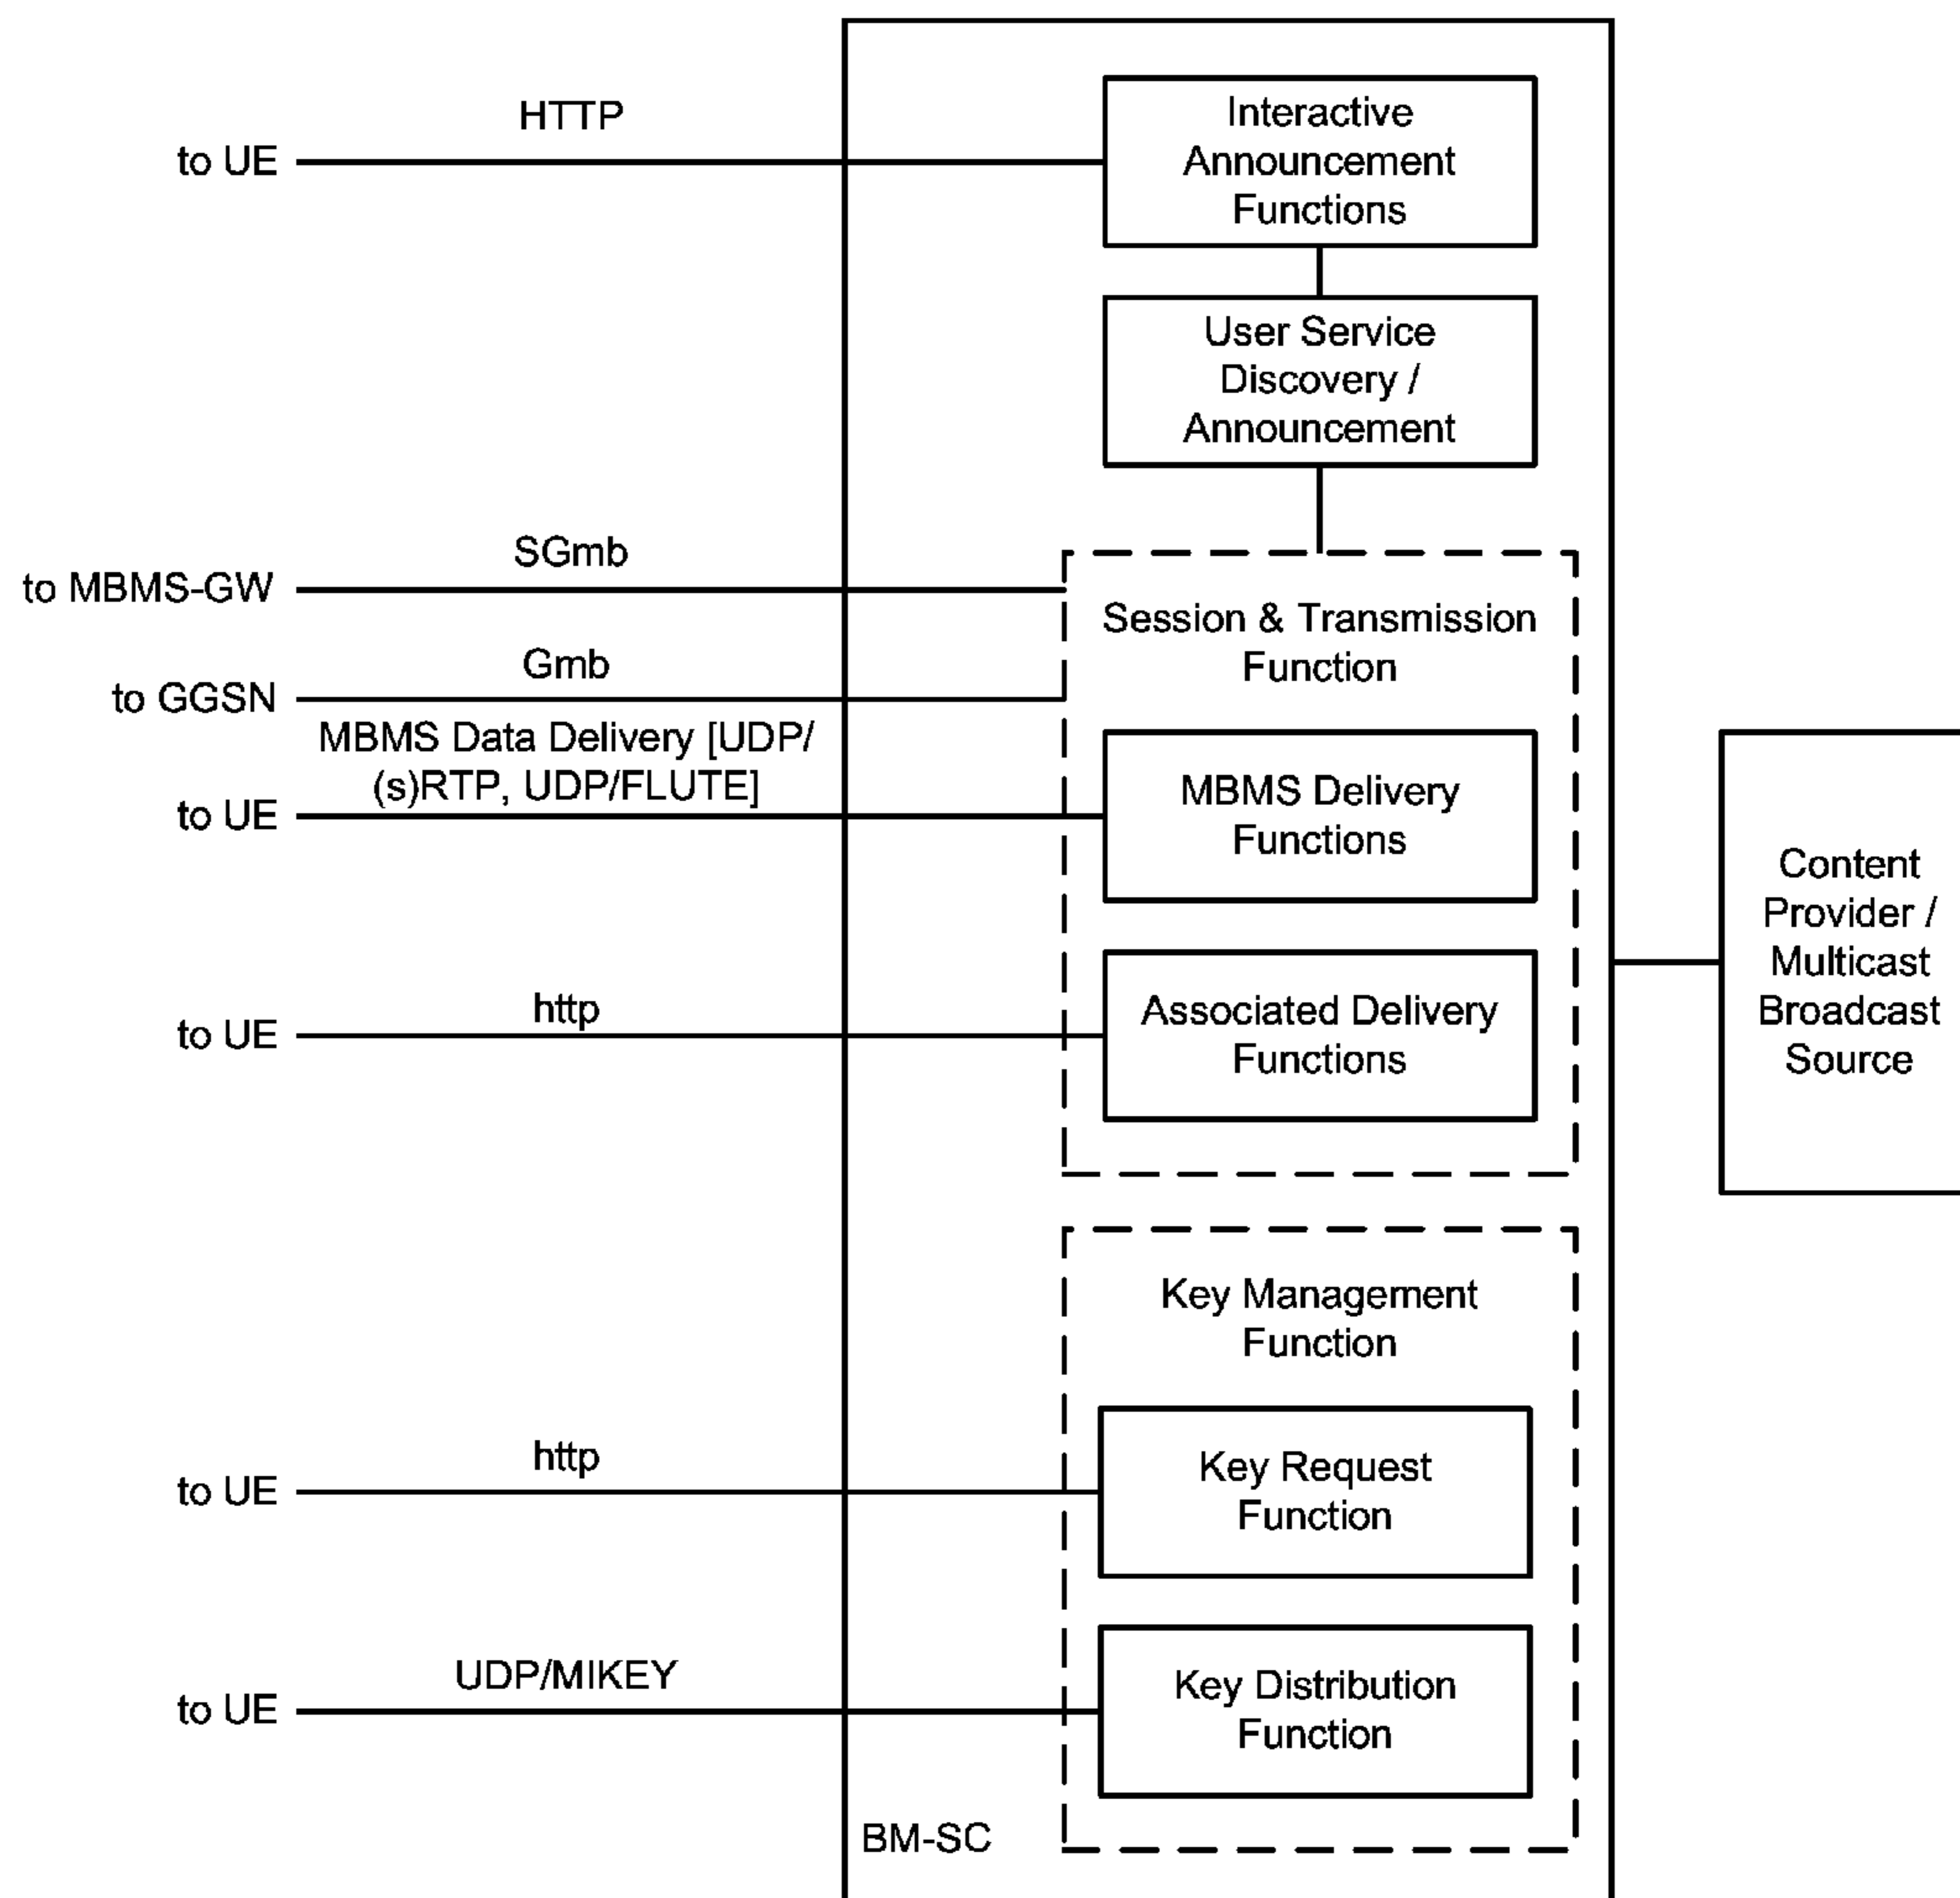 HTTP
to UE
Interactive
Announcement
Functions
User Service
Discovery /
Announcement
SGmb
to MBMS-GW
Session & Transmission
Function
Gmb
to GGSN
MBMS Data Delivery [UDP/
(s)RTP, UDP/FLUTE]
to UE
MBMS Delivery
Functions
http
to UE
Associated Delivery
Functions
Content
Provider /
Multicast
Broadcast
Source
Key Management
Function
http
to UE
Key Request
Function
UDP/MIKEY
to UE
Key Distribution
Function
BM-SC